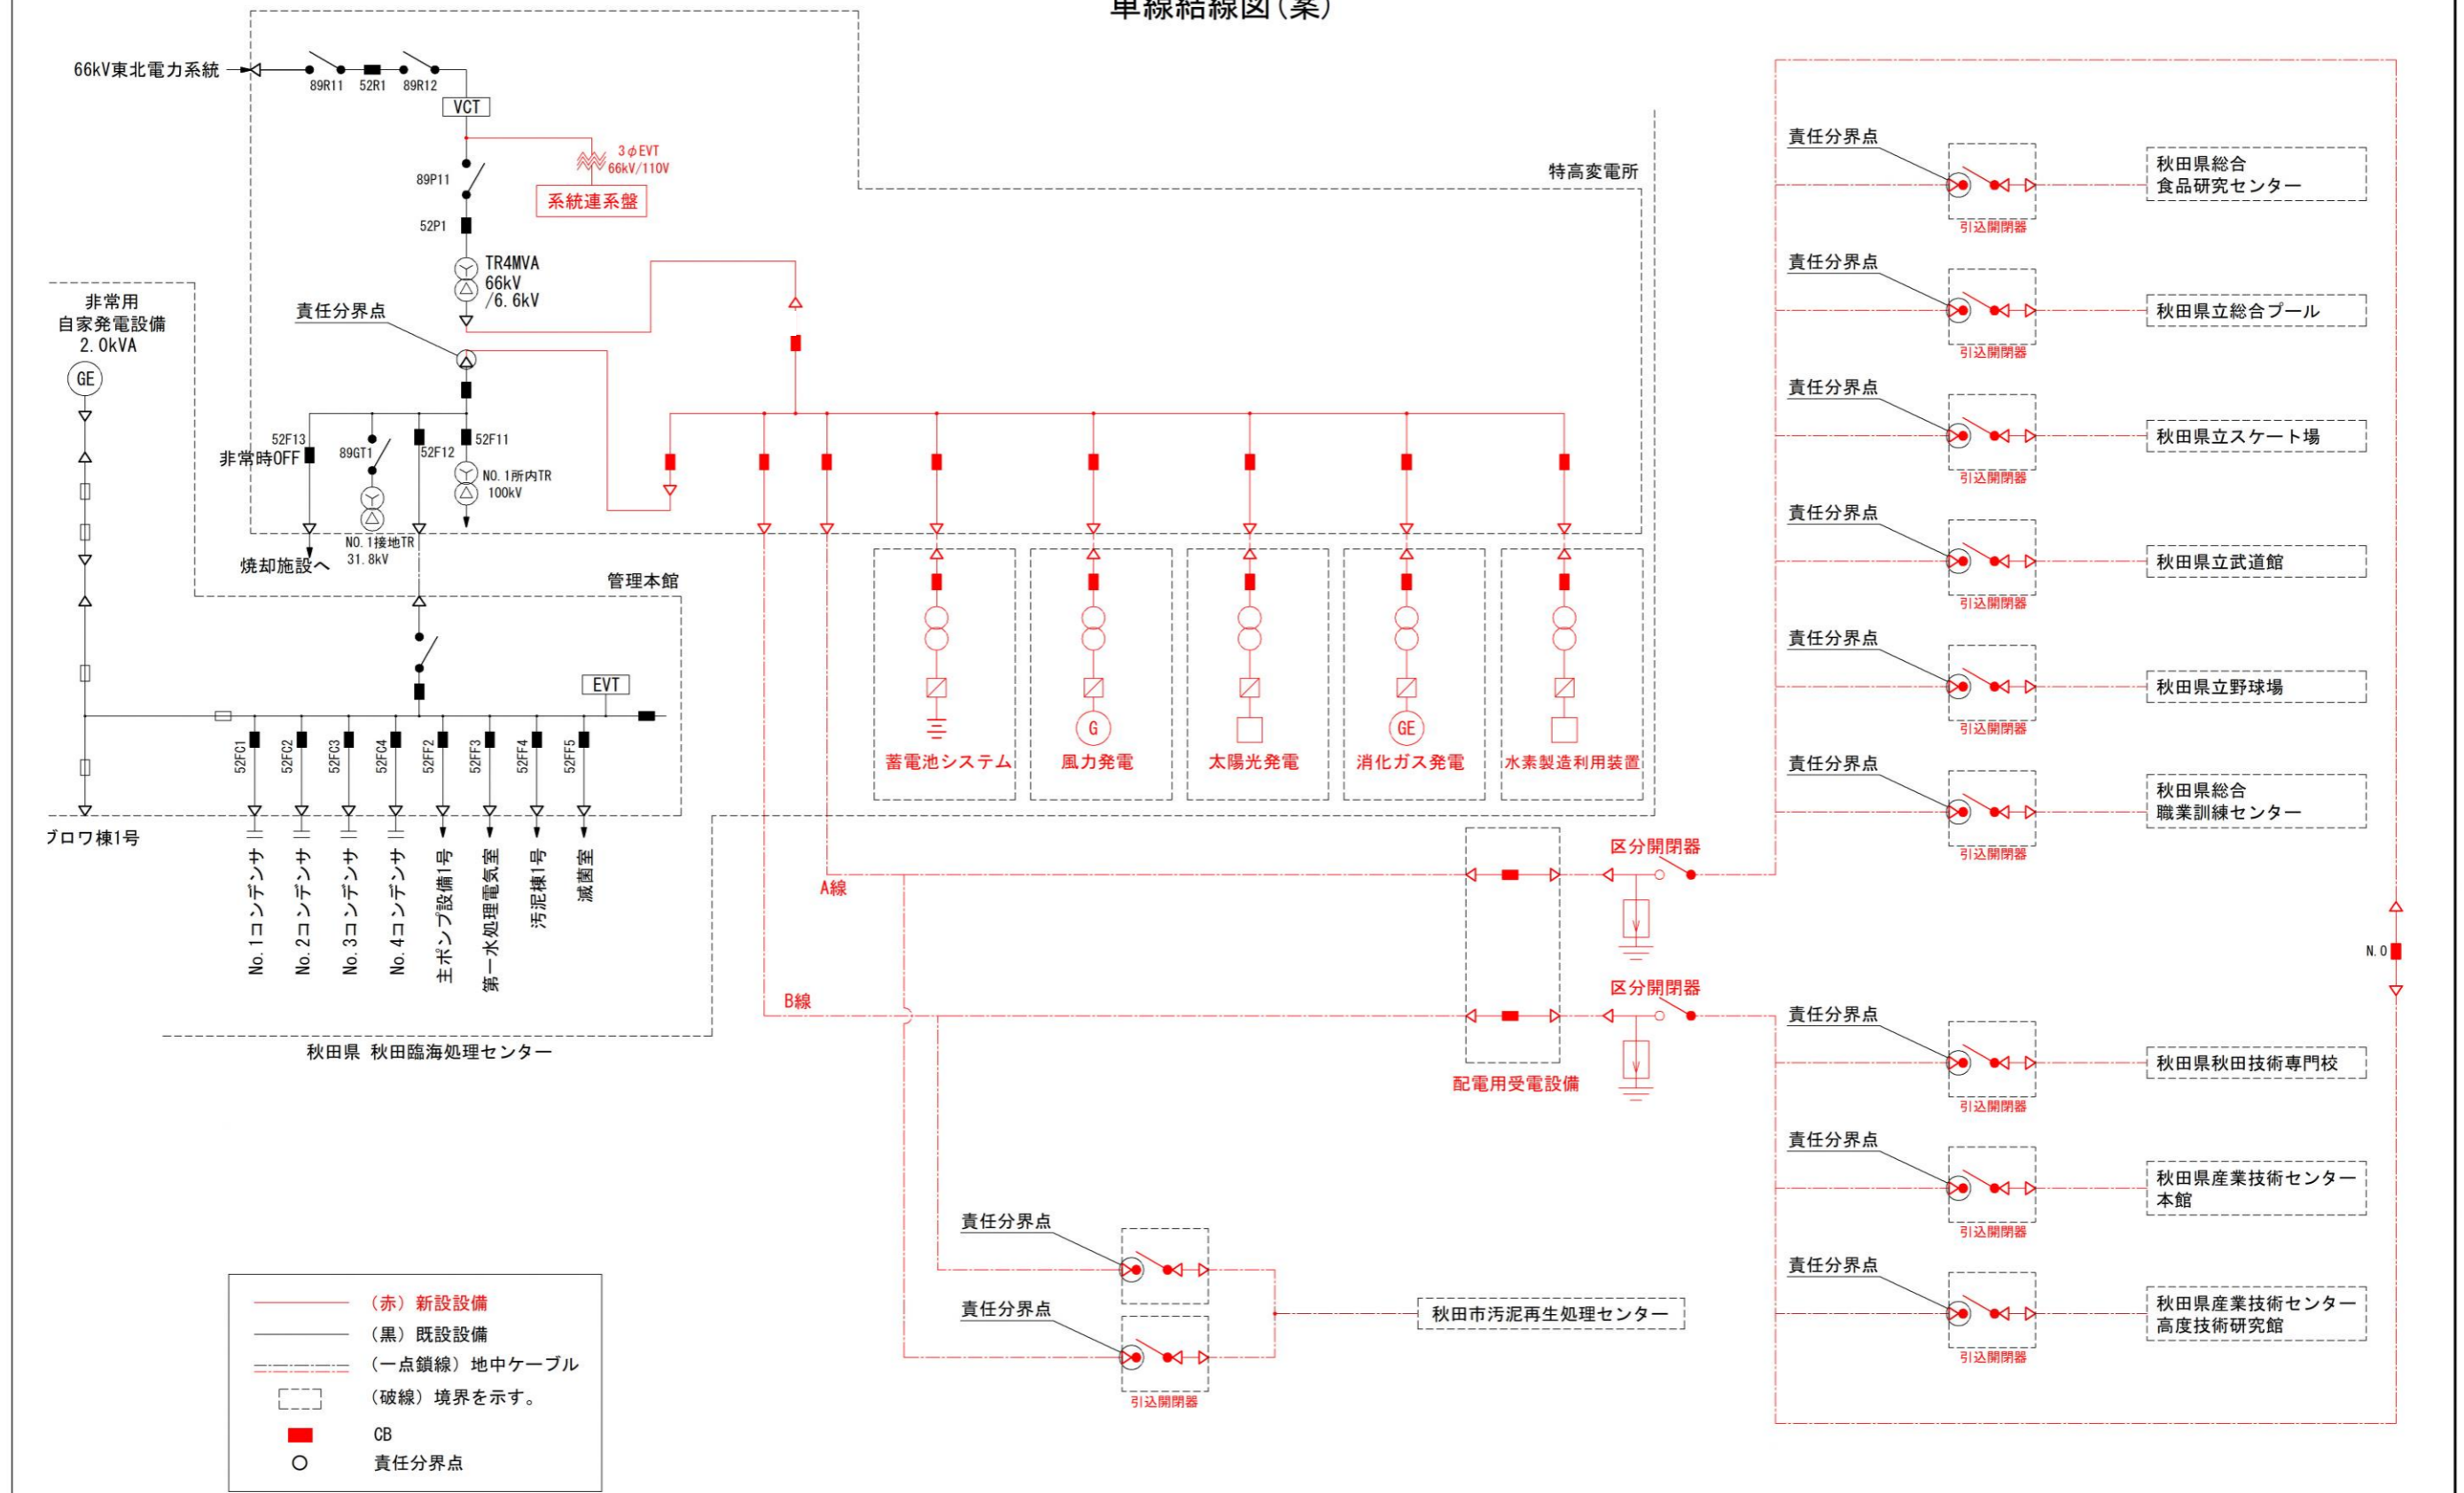 単線結線図(案)
66kV東北電力系統
89R11
52R1
89R12
VCT
3φEVT
66kV/110V
系統連系盤
89P11
52P1
特高変電所
TR4MVA
66kV
/6.6kV
責任分界点
非常用
自家発電設備
2.0kVA
GE
52F13
非常時OFF
89GT1
52F12
52F11
NO.1所内TR
100kV
NO.1接地TR
31.8kV
焼却施設へ
管理本館
EVT
52FC1
52FC2
52FC3
52FC4
52FF2
52FF3
52FF4
52FF5
ブロワ棟1号
No.1コンデンサ
No.2コンデンサ
No.3コンデンサ
No.4コンデンサ
主ポンプ設備1号
第一水処理電気室
汚泥棟1号
滅菌室
秋田県 秋田臨海処理センター
G
GE
蓄電池システム
風力発電
太陽光発電
消化ガス発電
水素製造利用装置
A線
B線
区分開閉器
区分開閉器
配電用受電設備
責任分界点
責任分界点
引込開閉器
秋田市汚泥再生処理センター
責任分界点
引込開閉器
秋田県総合
食品研究センター
責任分界点
引込開閉器
秋田県立総合プール
責任分界点
引込開閉器
秋田県立スケート場
責任分界点
引込開閉器
秋田県立武道館
責任分界点
引込開閉器
秋田県立野球場
責任分界点
引込開閉器
秋田県総合
職業訓練センター
N.O
責任分界点
引込開閉器
秋田県秋田技術専門校
責任分界点
引込開閉器
秋田県産業技術センター
本館
責任分界点
引込開閉器
秋田県産業技術センター
高度技術研究館
(赤)新設設備
(黒)既設設備
(一点鎖線)地中ケーブル
(破線)境界を示す。
CB
責任分界点